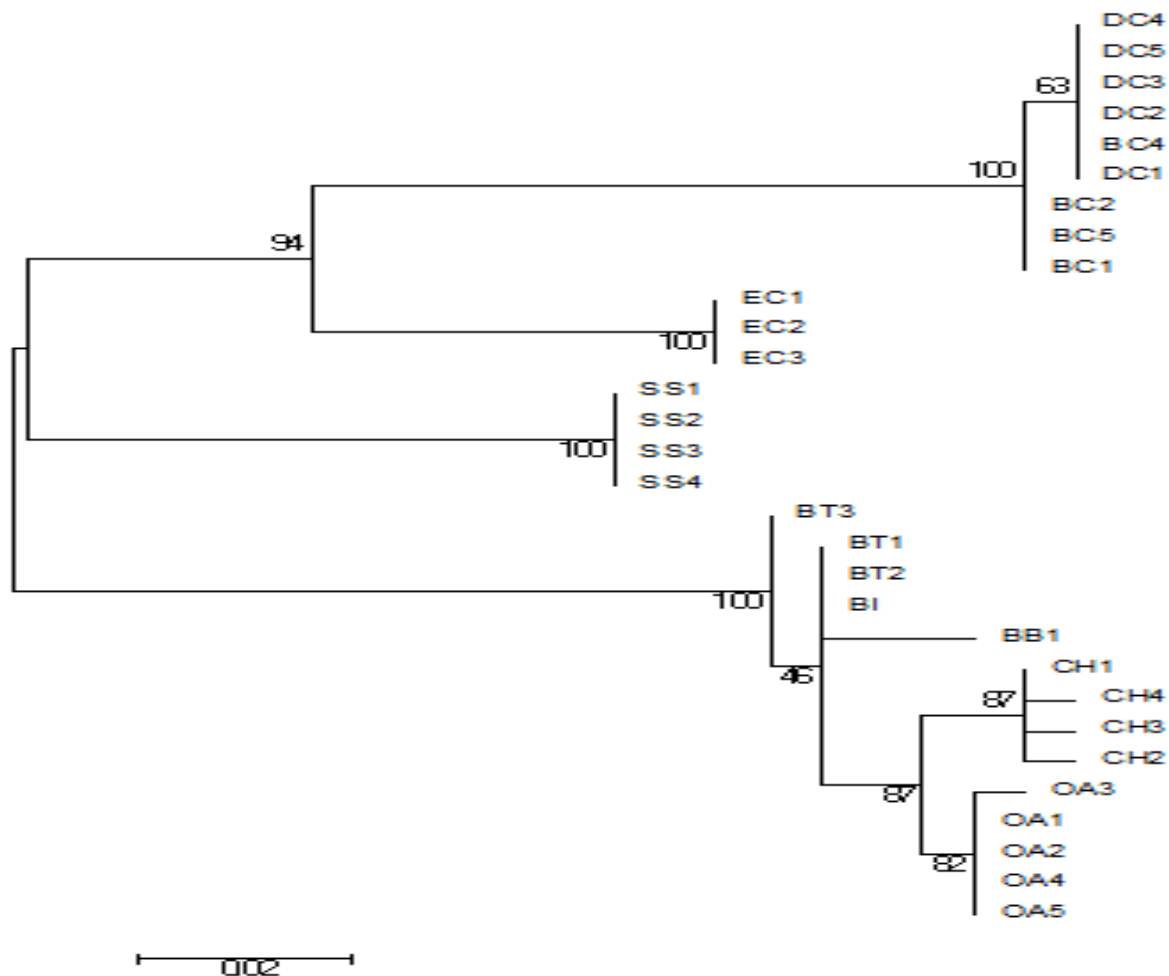 DC4
DC5
63
DC3
DC2
BC4
100
DC1
BC2
94
BC5
BC1
EC1
EC2
100
EC3
SS1
SS2
100
SS3
SS4
BT3
BT1
BT2
100
BI
BB1
46
CH1
87
CH4
CH3
CH2
87
OA3
OA1
OA2
82
OA4
OA5
0.02